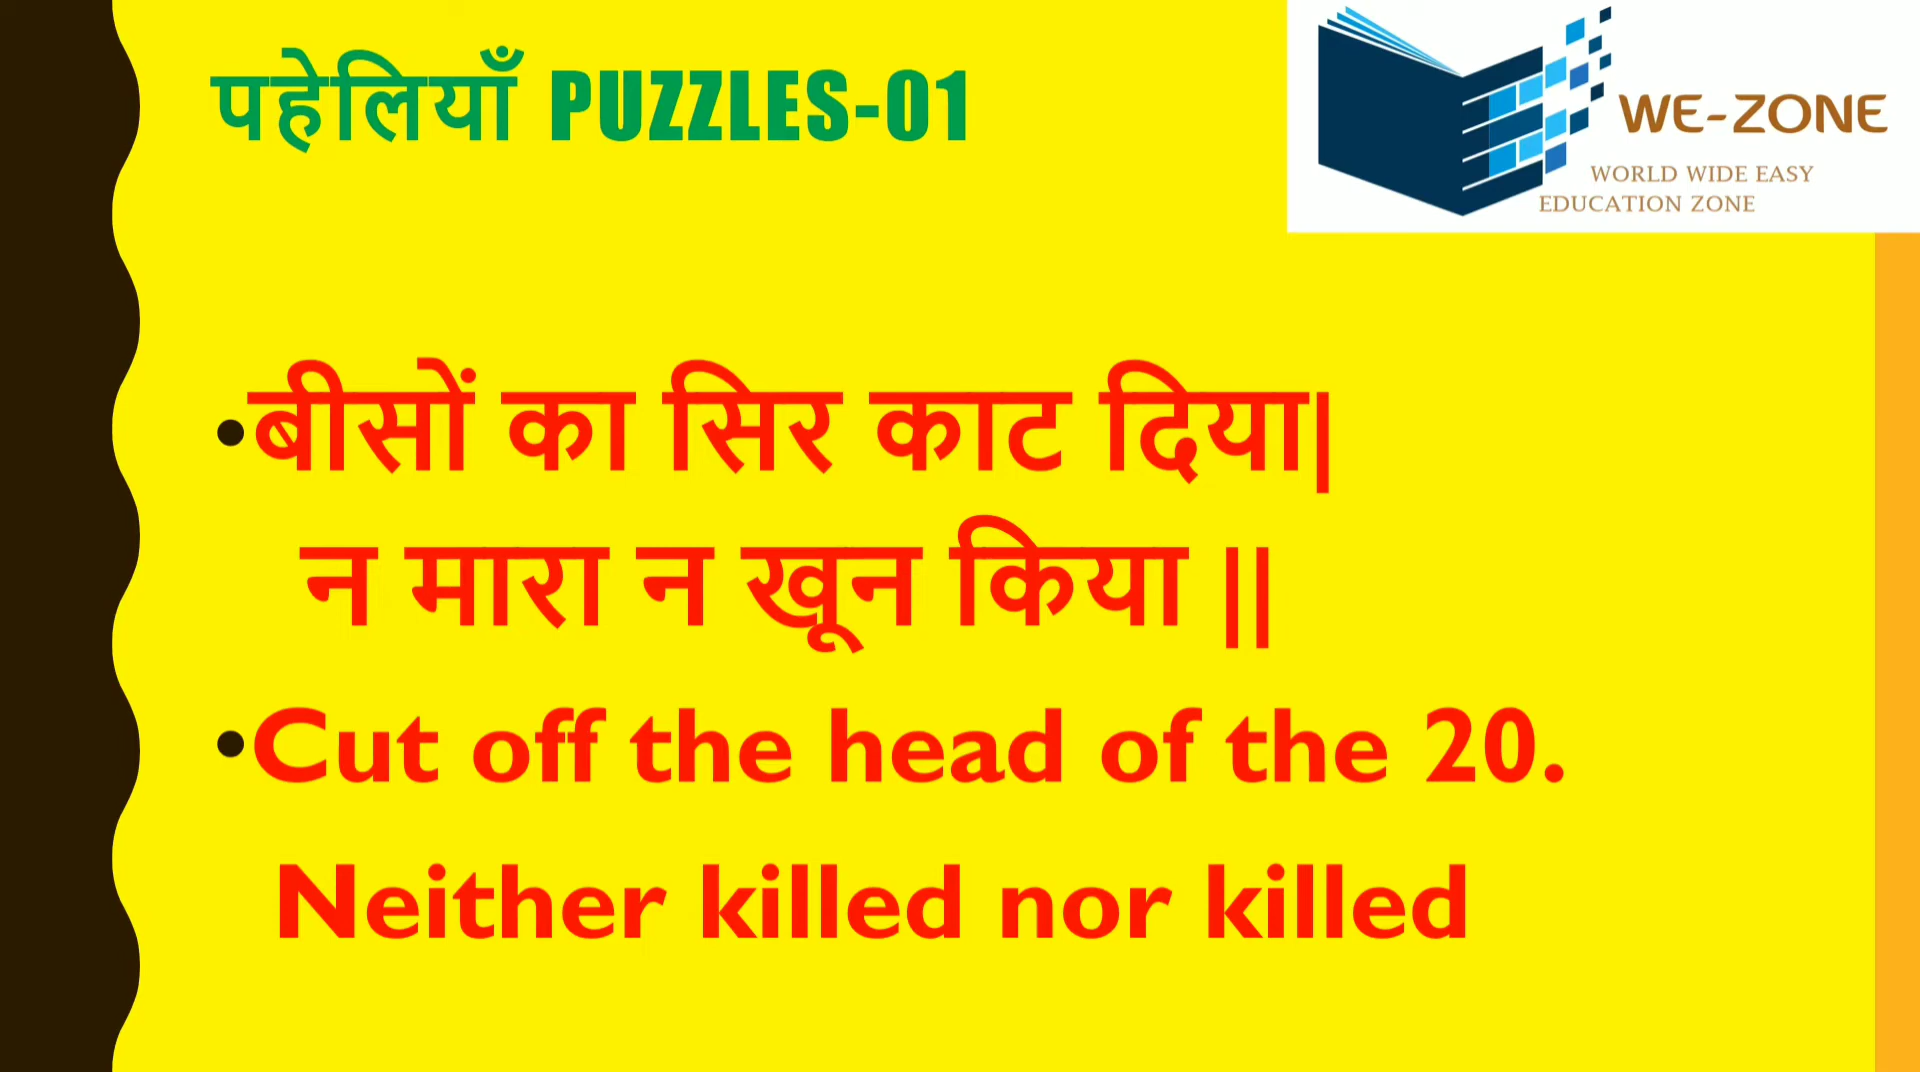 पहेलियाँ PUZZLES-01
WE-ZONE
WORLD WIDE EASY
EDUCATION ZONE
•बीसों का सिर काट दिया|
न मारा न खून किया ||
•Cut off the head of the 20.
Neither killed nor killed